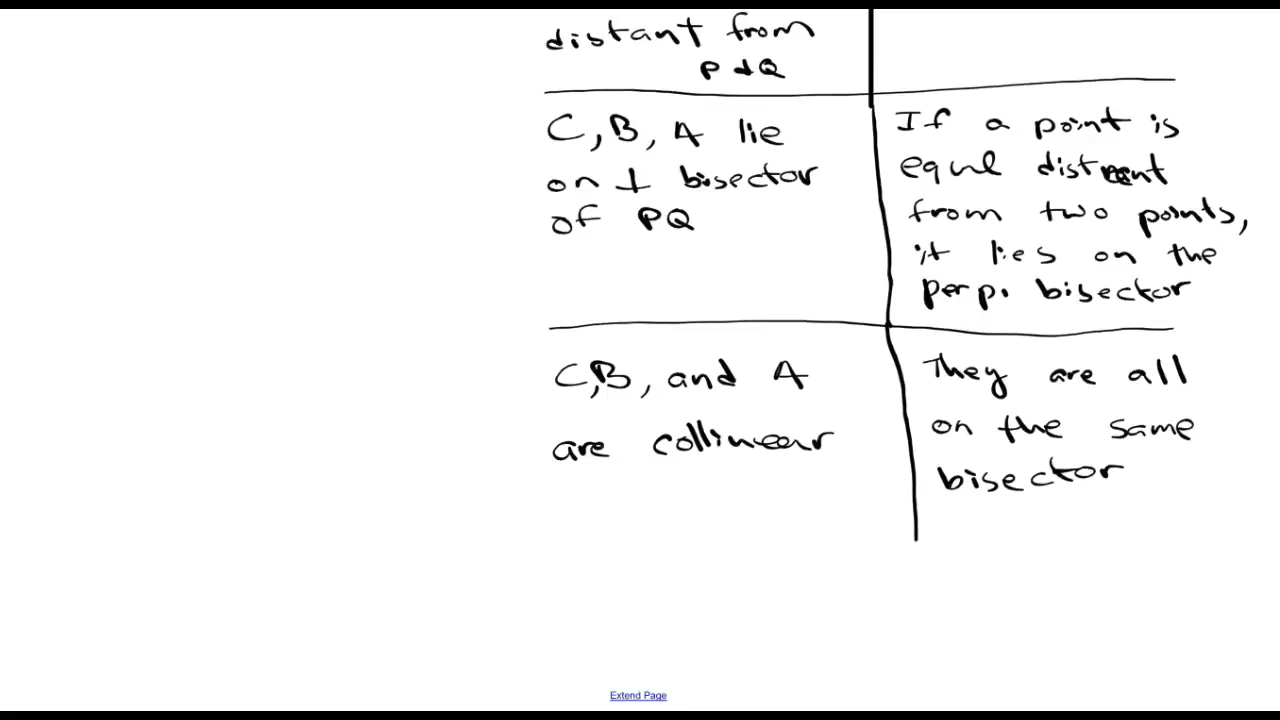 distant from
P & Q
C, B, A lie
on ⊥ bisector
of PQ
If a point is
equal distant
from two points,
it lies on the
perp. bisector
C, B, and A
are collinear
They are all
on the same
bisector
Extend Page